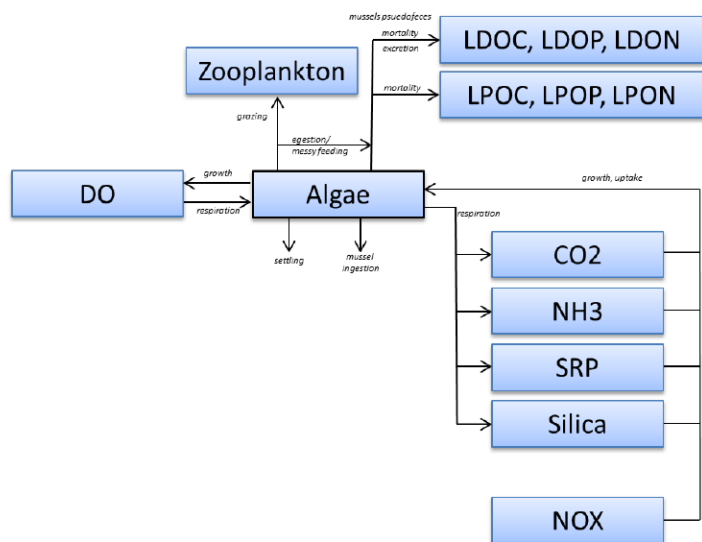 mussels psuedofeces
mortality
excretion
LDOC, LDOP, LDON
Zooplankton
mortality
LPOC, LPOP, LPON
grazing
egestion/
messy feeding
growth
DO
respiration
Algae
growth, uptake
respiration
settling
mussel
ingestion
CO2
NH3
SRP
Silica
NOX